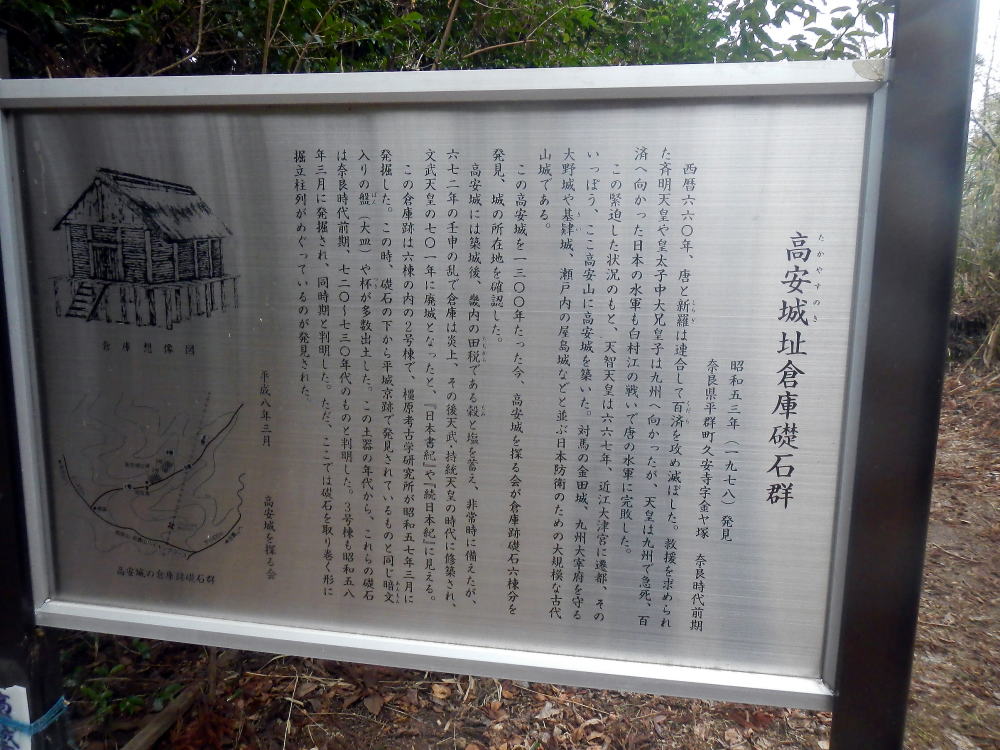 高安城址倉庫礎石群
たかやすのき
昭和五三年（一九七八）発見
奈良県平群町久安寺字金ヤ塚　奈良時代前期
西暦六六〇年、唐と新羅は連合して百済を攻め滅ぼした。救援を求められ
た斉明天皇や皇太子中大兄皇子は九州へ向かったが、天皇は九州で急死、百
済へ向かった日本の水軍も白村江の戦いで唐の水軍に完敗した。
この緊迫した状況のもと、天智天皇は六六七年、近江大津宮に遷都、その
いっぽう、ここ高安山に高安城を築いた。対馬の金田城、九州大宰府を守る
大野城や基肄城、瀬戸内の屋島城などと並ぶ日本防衛のための大規模な古代
山城である。
この高安城を一三〇〇年たった今、高安城を探る会が倉庫跡礎石六棟分を
発見、城の所在地を確認した。
高安城には築城後、畿内の田税である穀と塩を蓄え、非常時に備えたが、
六七二年の壬申の乱で倉庫は炎上、その後天武・持統天皇の時代に修築され、
文武天皇の七〇一年に廃城となったと、『日本書紀』や『続日本紀』に見える。
この倉庫跡は六棟の内の２号棟で、橿原考古学研究所が昭和五七年三月に
発掘した。この時、礎石の下から平城京跡で発見されているものと同じ暗文
入りの盤（大皿）や杯が多数出土した。この土器の年代から、これらの礎石
は奈良時代前期、七二〇〜七三〇年代のものと判明した。３号棟も昭和五八
年三月に発掘され、同時期と判明した。ただ、ここでは礎石を取り巻く形に
掘立柱列がめぐっているのが発見された。
平成八年三月　高安城を探る会
倉庫想像図
高安城の倉庫跡礎石群